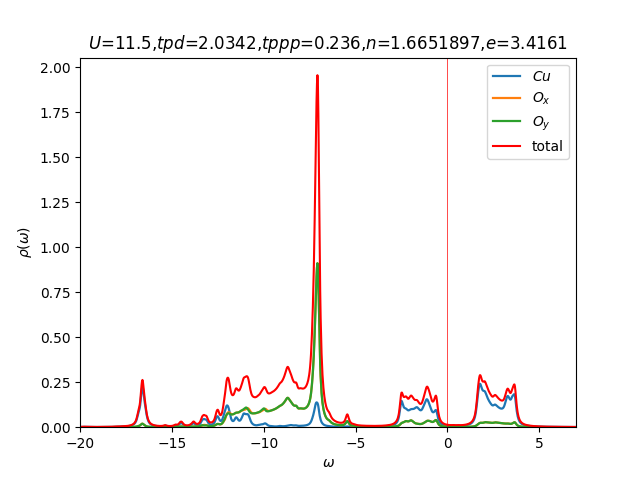 U=11.5,tpd=2.0342,tppp=0.236,n=1.6651897,e=3.4161
2.00
1.75
1.50
1.25
1.00
0.75
0.50
0.25
0.00
ρ(ω)
Cu
Oₓ
O_y
total
−20 −15 −10 −5 0 5
ω